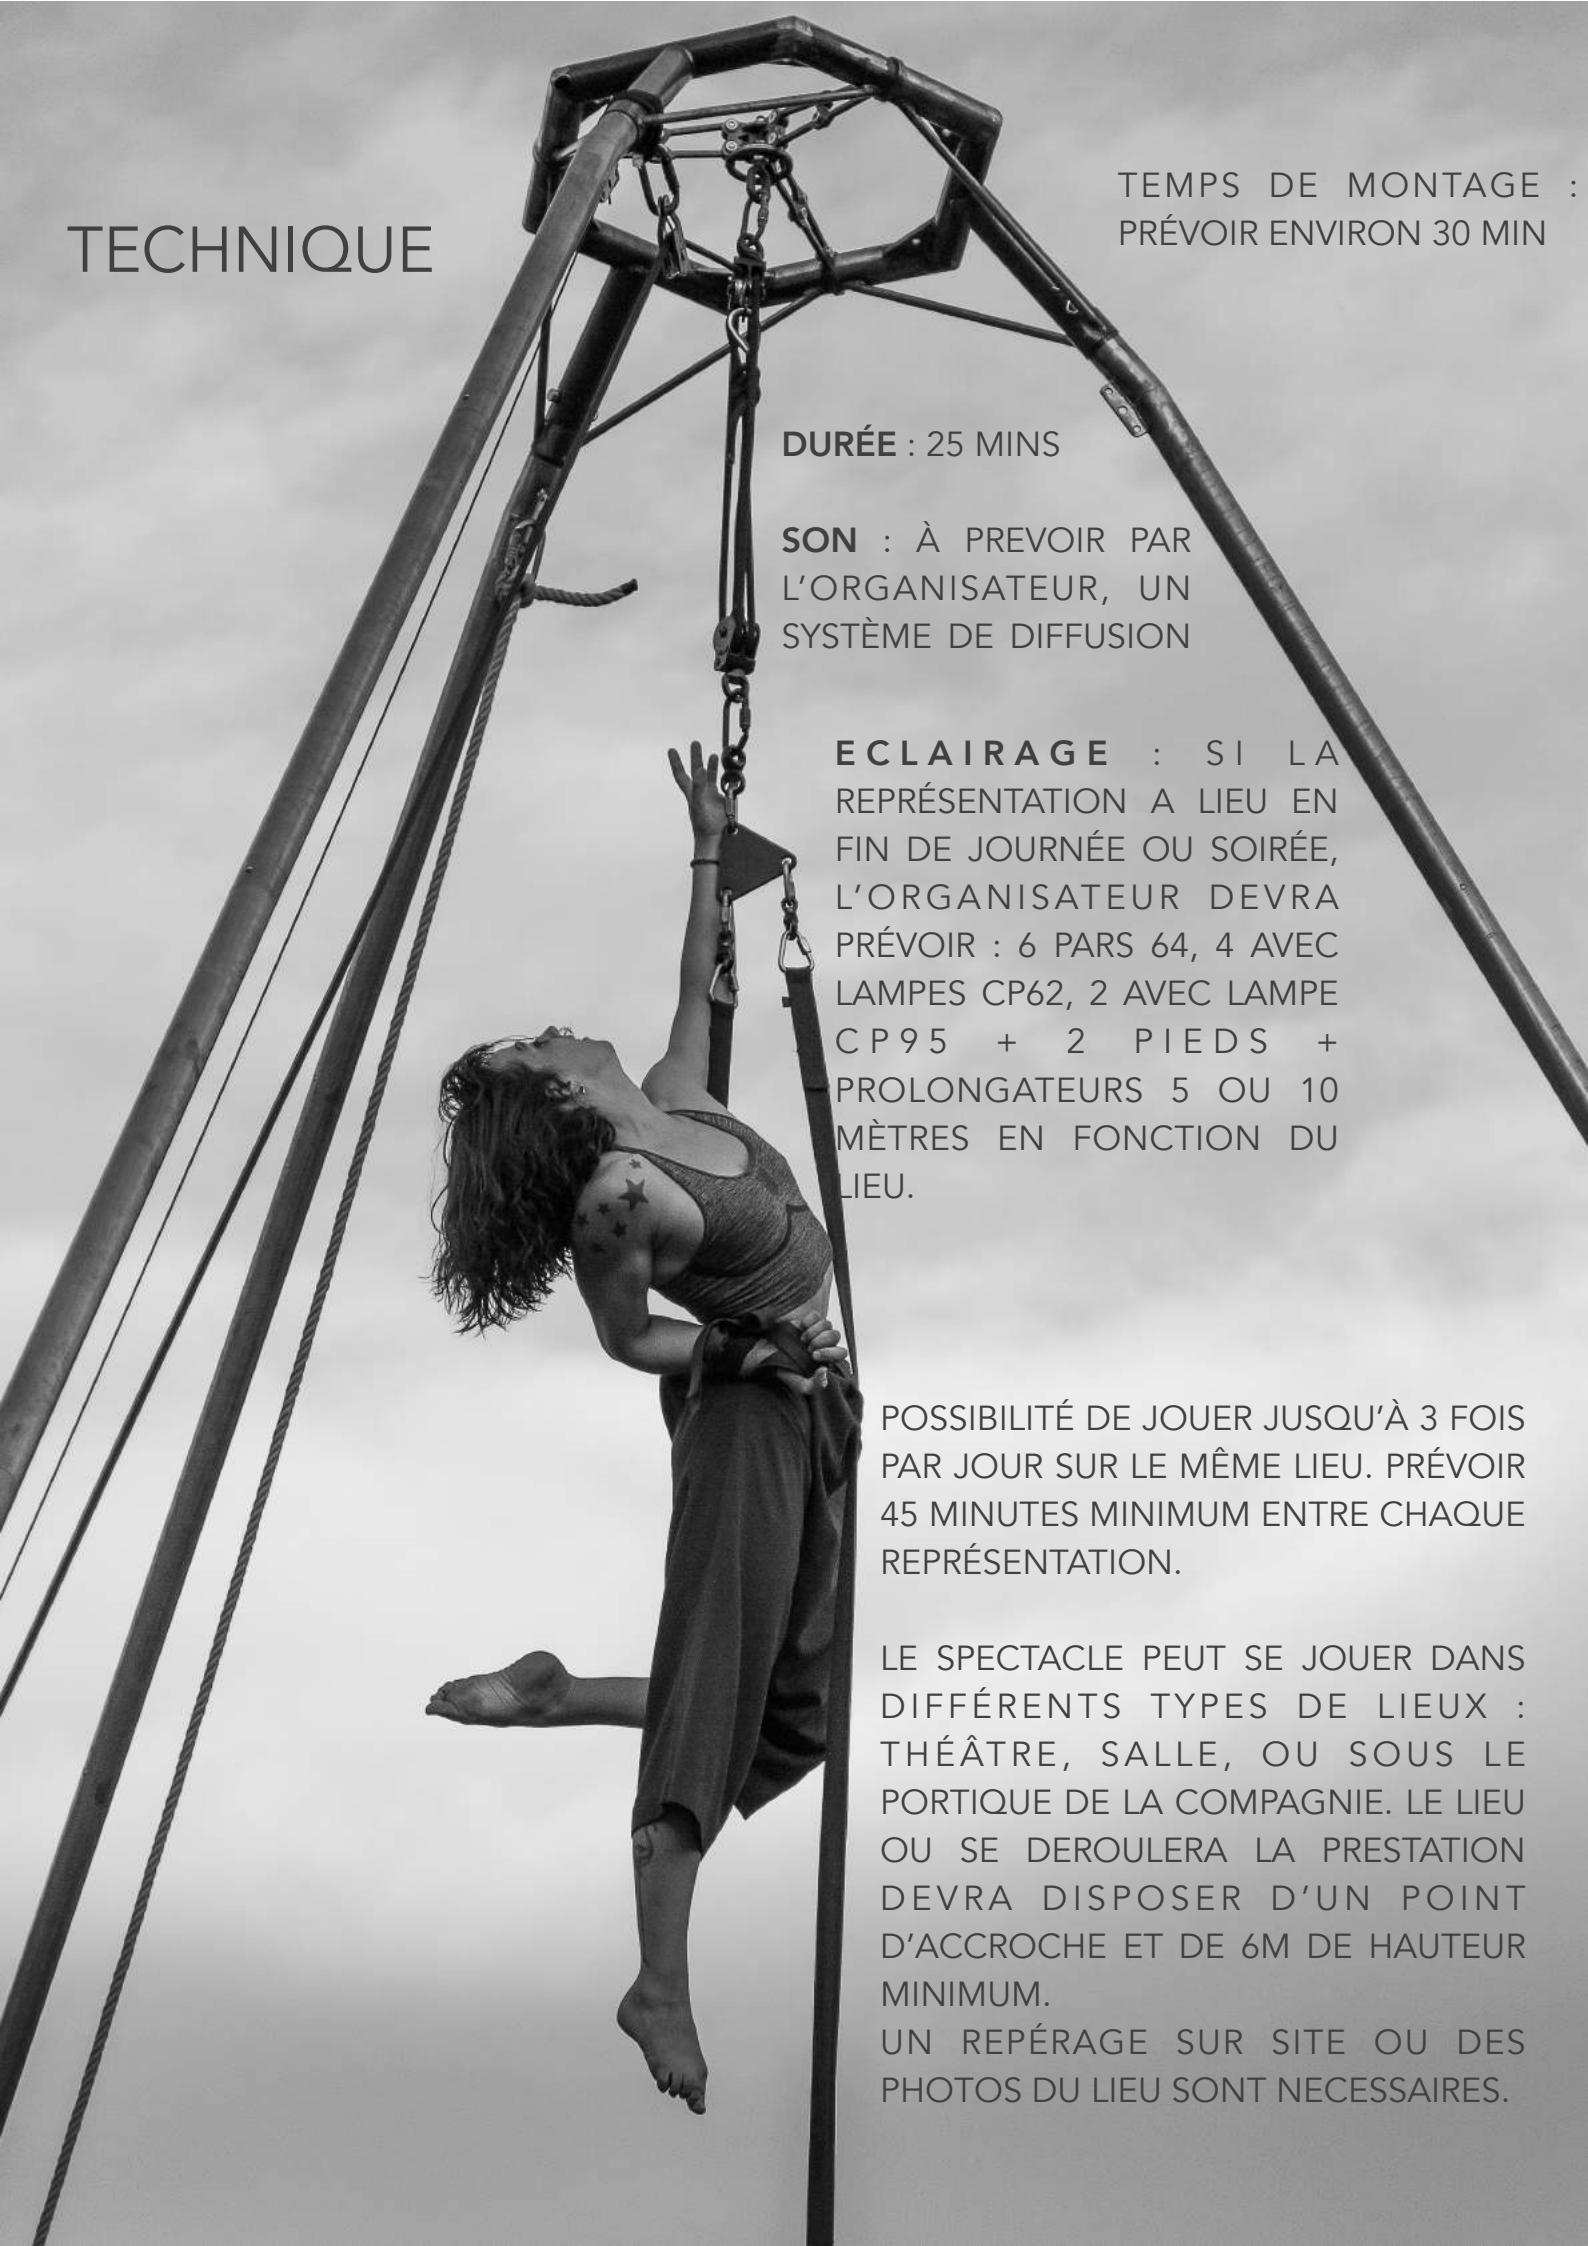 TECHNIQUE
TEMPS DE MONTAGE :
PRÉVOIR ENVIRON 30 MIN
DURÉE : 25 MINS
SON : À PREVOIR PAR
L'ORGANISATEUR, UN
SYSTÈME DE DIFFUSION
ECLAIRAGE : SI LA
REPRÉSENTATION A LIEU EN
FIN DE JOURNÉE OU SOIRÉE,
L'ORGANISATEUR DEVRA
PRÉVOIR : 6 PARS 64, 4 AVEC
LAMPES CP62, 2 AVEC LAMPE
CP95 + 2 PIEDS +
PROLONGATEURS 5 OU 10
MÈTRES EN FONCTION DU
LIEU.
POSSIBILITÉ DE JOUER JUSQU'À 3 FOIS
PAR JOUR SUR LE MÊME LIEU. PRÉVOIR
45 MINUTES MINIMUM ENTRE CHAQUE
REPRÉSENTATION.
LE SPECTACLE PEUT SE JOUER DANS
DIFFÉRENTS TYPES DE LIEUX :
THÉÂTRE, SALLE, OU SOUS LE
PORTIQUE DE LA COMPAGNIE. LE LIEU
OU SE DEROULERA LA PRESTATION
DEVRA DISPOSER D'UN POINT
D'ACCROCHE ET DE 6M DE HAUTEUR
MINIMUM.
UN REPÉRAGE SUR SITE OU DES
PHOTOS DU LIEU SONT NECESSAIRES.